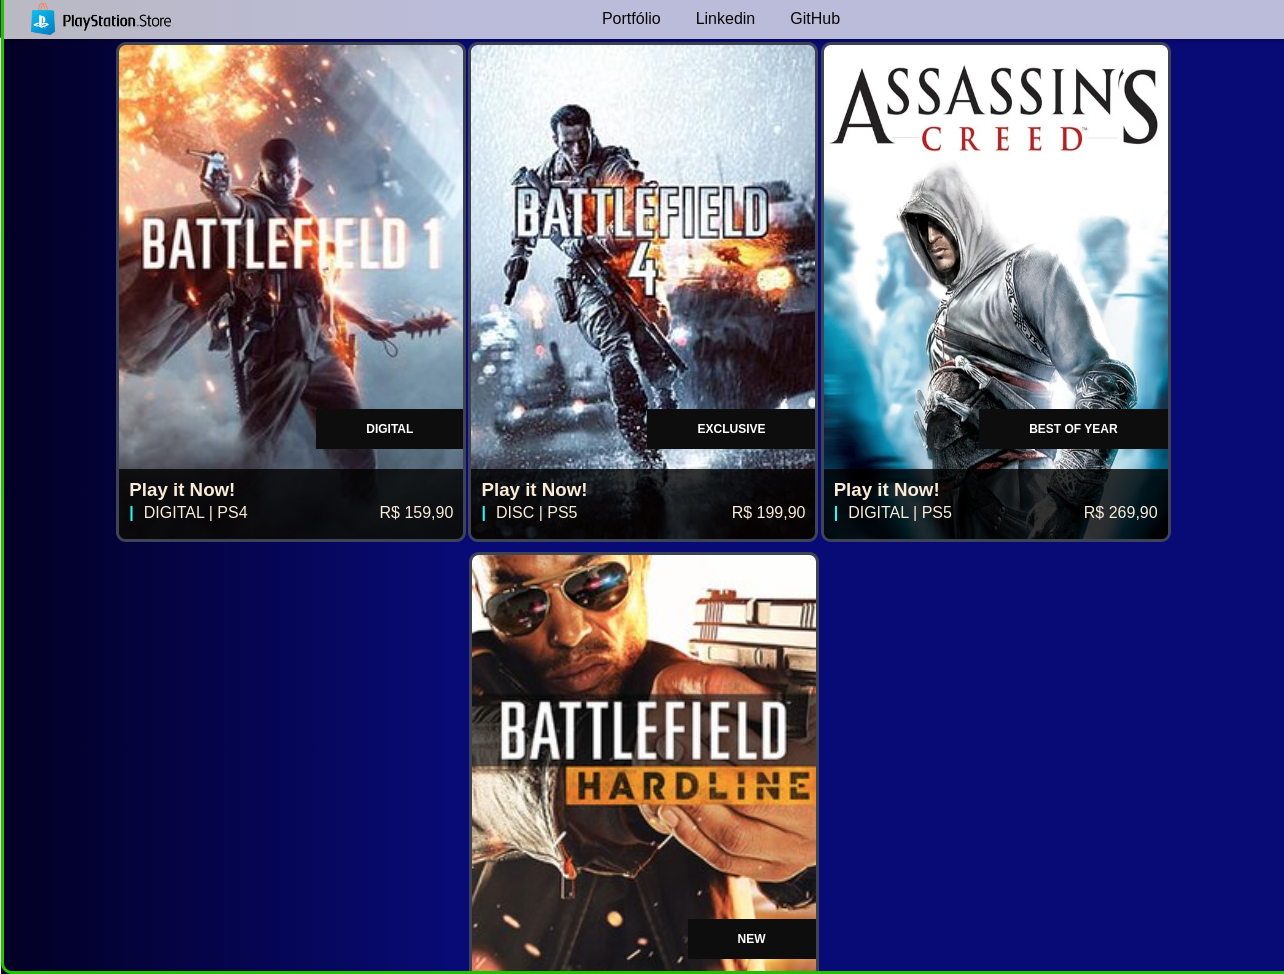 PlayStation.Store
Portfólio
Linkedin
GitHub
BATTLEFIELD 1
DIGITAL
Play it Now!
| DIGITAL | PS4
R$ 159,90
BATTLEFIELD
4
EXCLUSIVE
Play it Now!
| DISC | PS5
R$ 199,90
ASSASSIN'S
CREED™
BEST OF YEAR
Play it Now!
| DIGITAL | PS5
R$ 269,90
BATTLEFIELD
HARDLINE
NEW